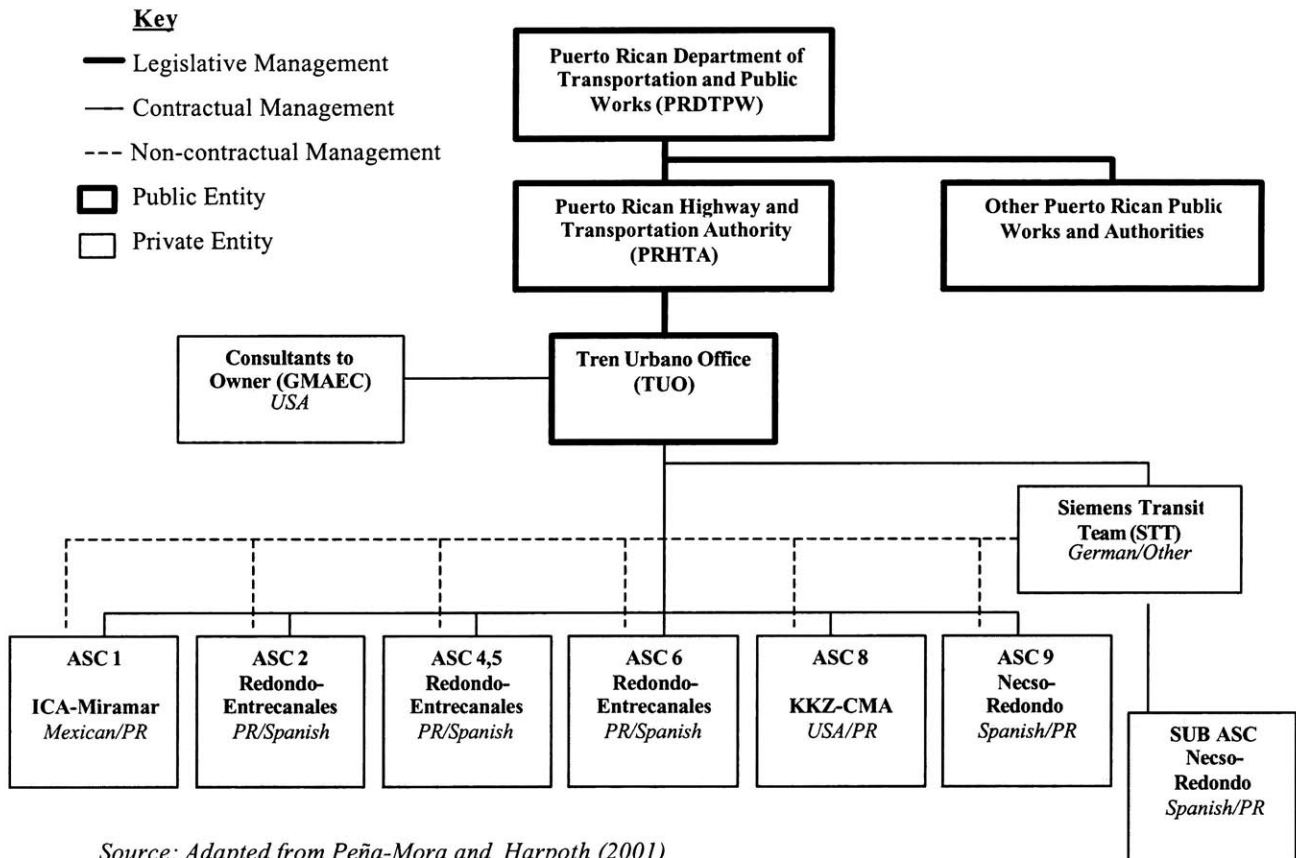 Key
Legislative Management
Contractual Management
Non-contractual Management
Public Entity
Private Entity
Puerto Rican Department of
Transportation and Public
Works (PRDTPW)
Puerto Rican Highway and
Transportation Authority
(PRHTA)
Other Puerto Rican Public
Works and Authorities
Consultants to
Owner (GMAEC)
USA
Tren Urbano Office
(TUO)
Siemens Transit
Team (STT)
German/Other
ASC 1
ICA-Miramar
Mexican/PR
ASC 2
Redondo-
Entrecanales
PR/Spanish
ASC 4,5
Redondo-
Entrecanales
PR/Spanish
ASC 6
Redondo-
Entrecanales
PR/Spanish
ASC 8
KKZ-CMA
USA/PR
ASC 9
Necso-
Redondo
Spanish/PR
SUB ASC
Necso-
Redondo
Spanish/PR
Source: Adapted from Peña-Mora and Harpoth (2001)